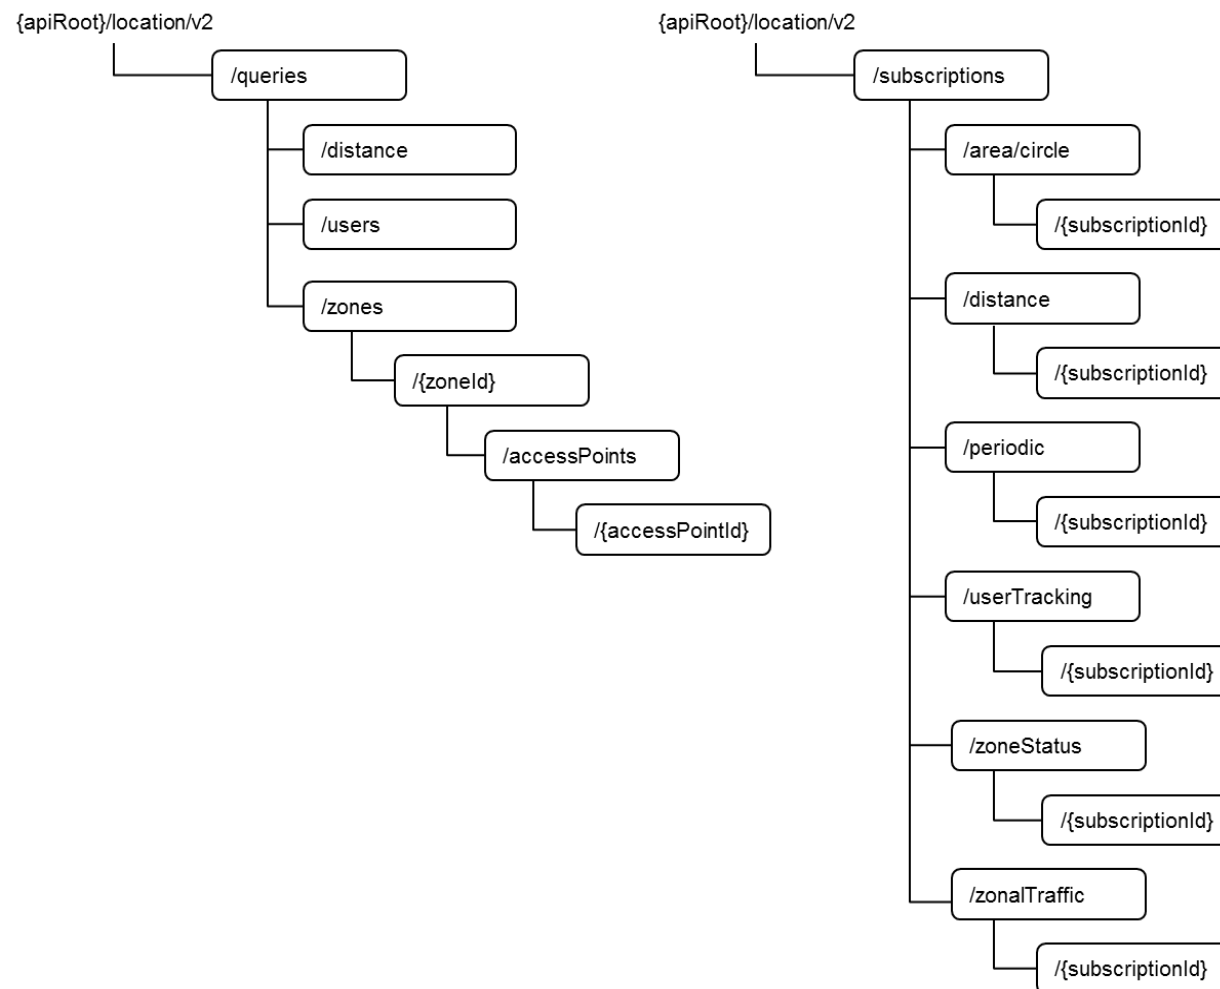 {apiRoot}/location/v2
/queries
/distance
/users
/zones
/{zoneId}
/accessPoints
/{accessPointId}
{apiRoot}/location/v2
/subscriptions
/area/circle
/{subscriptionId}
/distance
/{subscriptionId}
/periodic
/{subscriptionId}
/userTracking
/{subscriptionId}
/zoneStatus
/{subscriptionId}
/zonalTraffic
/{subscriptionId}